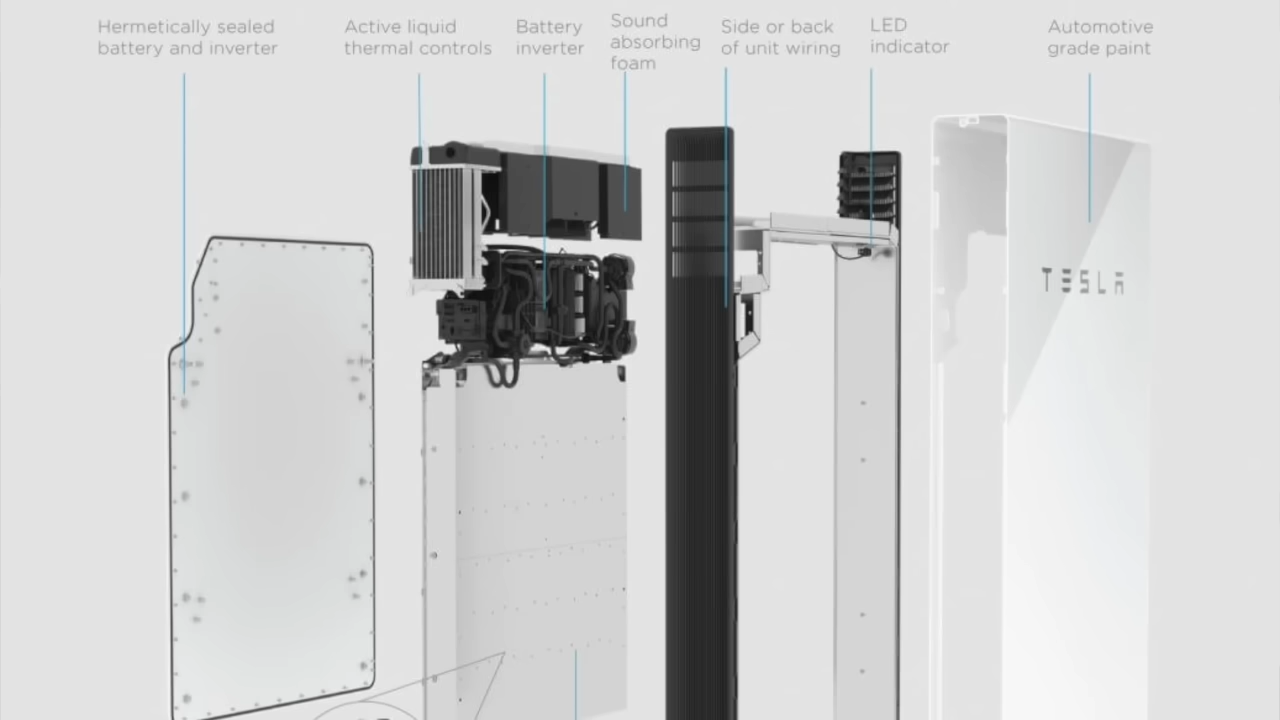 Hermetically sealed
battery and inverter
Active liquid
thermal controls
Battery
inverter
Sound
absorbing
foam
Side or back
of unit wiring
LED
indicator
Automotive
grade paint
TESLA